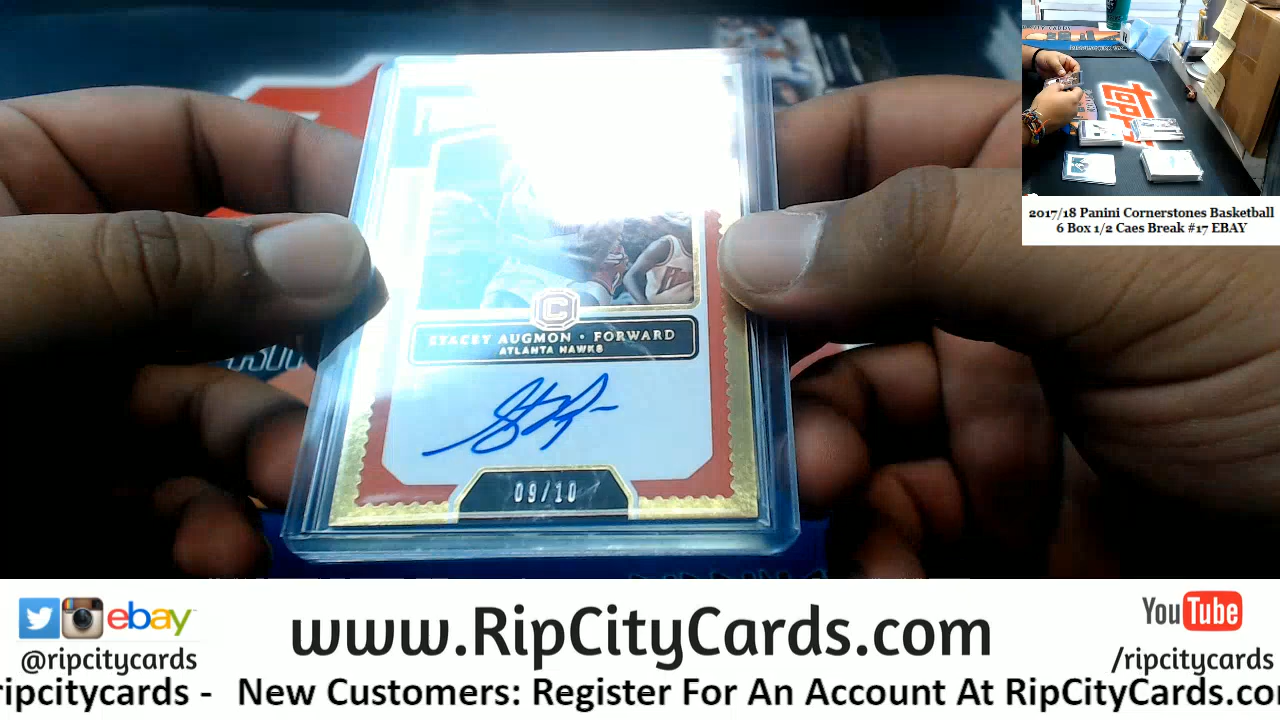 STACEY AUGMON • FORWARD
ATLANTA HAWKS
09/10
2017/18 Panini Cornerstones Basketball
6 Box 1/2 Caes Break #17 EBAY
ebay
@ripcitycards
www.RipCityCards.com
YouTube
/ripcitycards
ripcitycards - New Customers: Register For An Account At RipCityCards.co